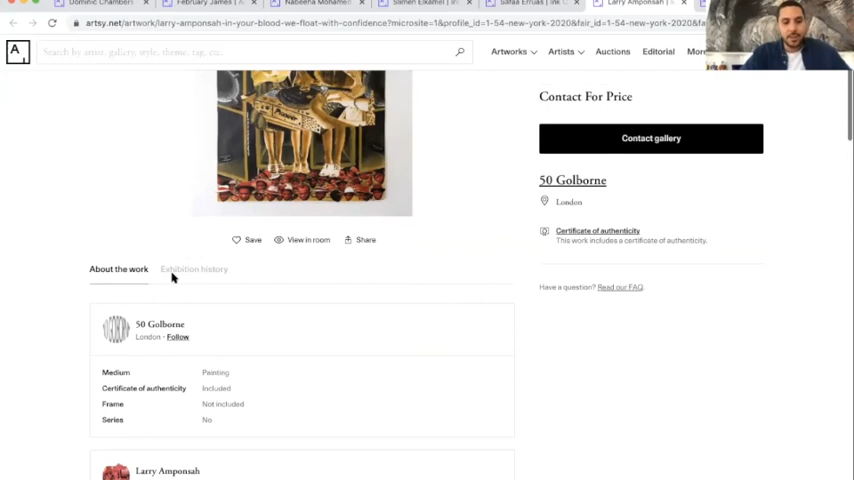 Dominic Chambers
February James | A
Nabeena Mohamed
Slimen Elkamel |
Safaa Erruas | Ink O
Larry Amponsah |
artsy.net/artwork/larry-amponsah-in-your-blood-we-float-with-confidence?microsite=1&profile_id=1-54-new-york-2020&fair_id=1-54-new-york-2020&fa
A
Search by artist, gallery, style, theme, tag, etc.
Artworks
Artists
Auctions
Editorial
More
Contact For Price
Contact gallery
50 Golborne
London
Certificate of authenticity
This work includes a certificate of authenticity.
Save
View in room
Share
About the work
Exhibition history
Have a question? Read our FAQ.
50 Golborne
London · Follow
Medium Painting
Certificate of authenticity Included
Frame Not included
Series No
Larry Amponsah